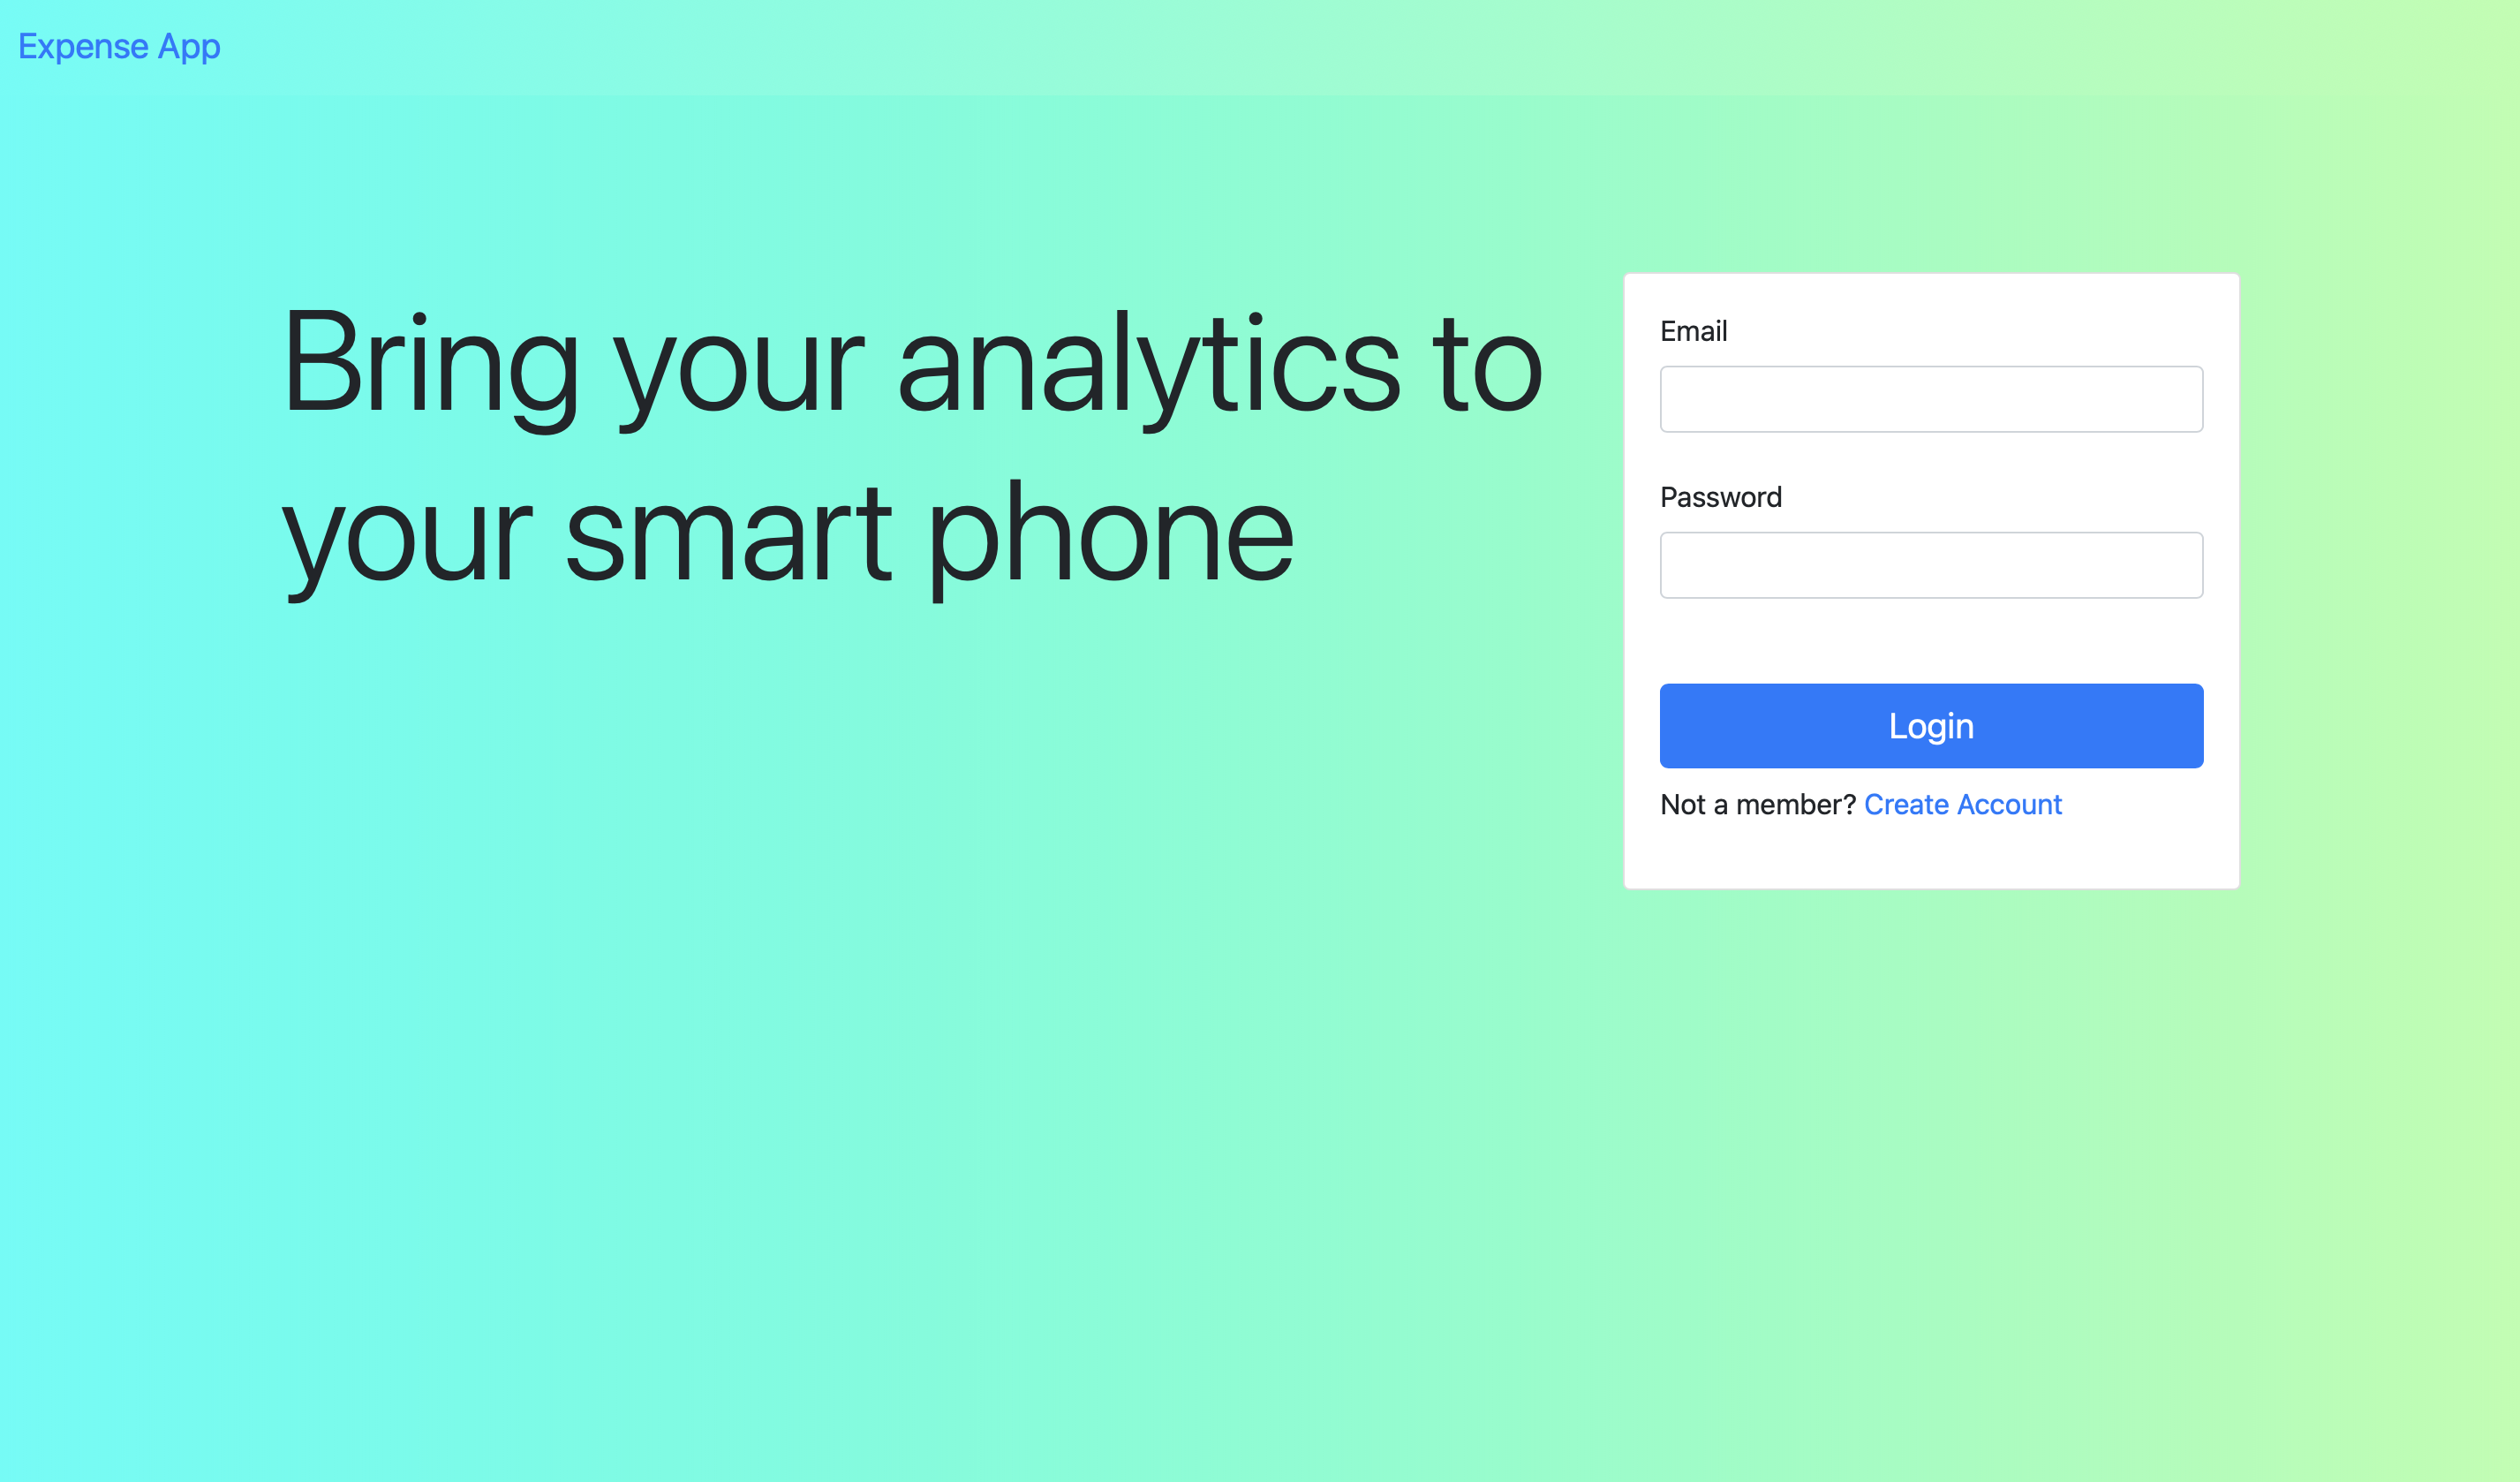 Expense App
Bring your analytics to
your smart phone
Email
Password
Login
Not a member? Create Account